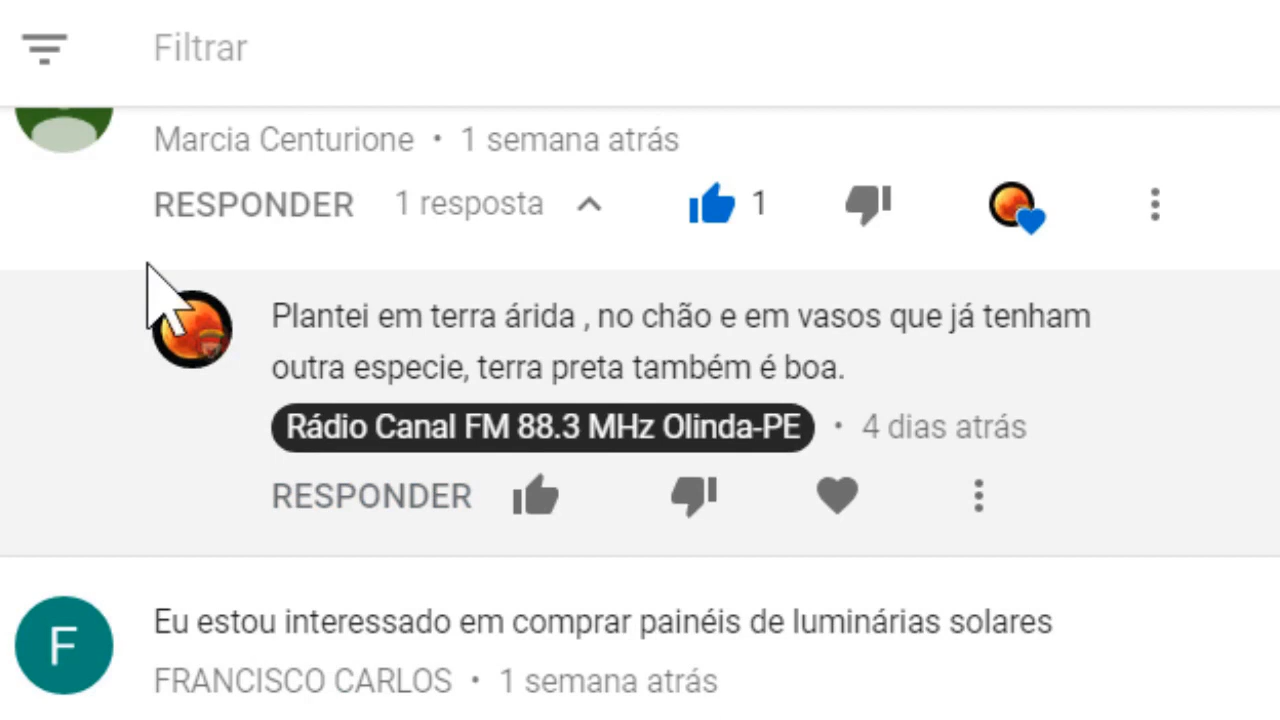 Filtrar
Marcia Centurione • 1 semana atrás
RESPONDER 1 resposta 1
Plantei em terra árida , no chão e em vasos que já tenham
outra especie, terra preta também é boa.
Rádio Canal FM 88.3 MHz Olinda-PE • 4 dias atrás
RESPONDER
F
Eu estou interessado em comprar painéis de luminárias solares
FRANCISCO CARLOS • 1 semana atrás